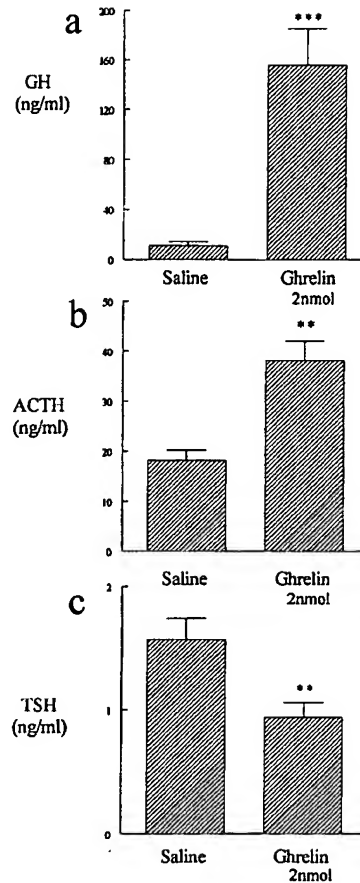 a
GH
(ng/ml)
200
160
120
80
40
0
***
Saline
Ghrelin
2nmol
b
ACTH
(ng/ml)
50
40
30
20
10
0
**
Saline
Ghrelin
2nmol
c
TSH
(ng/ml)
2
1
0
**
Saline
Ghrelin
2nmol